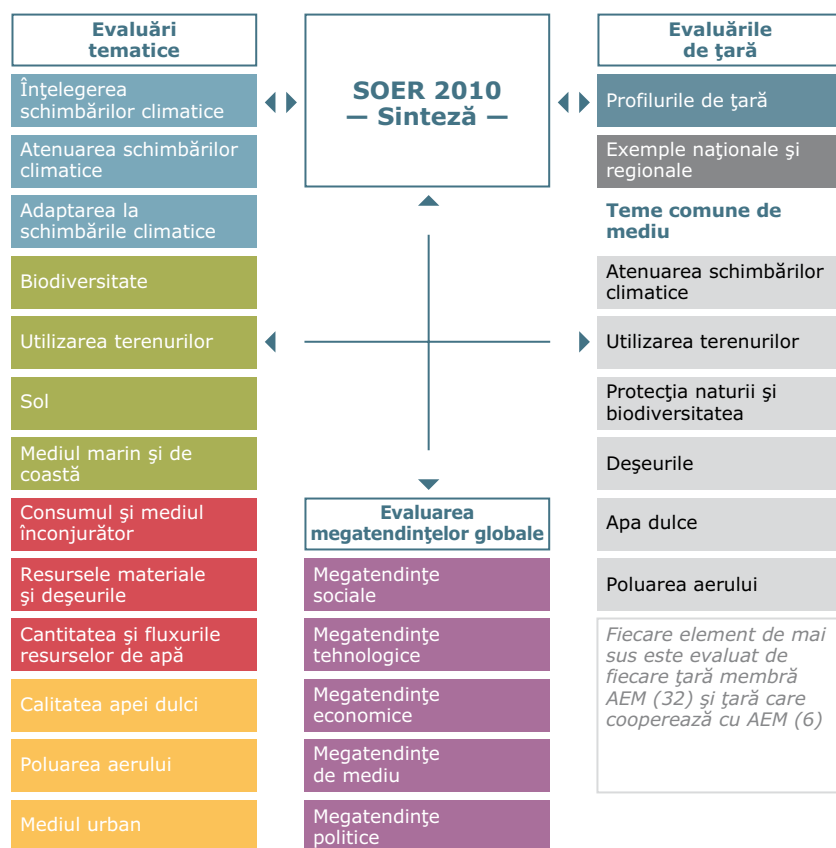 Evaluări
tematice
Înţelegerea
schimbărilor climatice
Atenuarea schimbărilor
climatice
Adaptarea la
schimbările climatice
Biodiversitate
Utilizarea terenurilor
Sol
Mediul marin şi de
coastă
Consumul şi mediul
înconjurător
Resursele materiale
şi deşeurile
Cantitatea şi fluxurile
resurselor de apă
Calitatea apei dulci
Poluarea aerului
Mediul urban
SOER 2010
— Sinteză —
Evaluarea
megatendinţelor globale
Megatendinţe
sociale
Megatendinţe
tehnologice
Megatendinţe
economice
Megatendinţe
de mediu
Megatendinţe
politice
Evaluările
de ţară
Profilurile de ţară
Exemple naţionale şi
regionale
Teme comune de
mediu
Atenuarea schimbărilor
climatice
Utilizarea terenurilor
Protecţia naturii şi
biodiversitatea
Deşeurile
Apa dulce
Poluarea aerului
Fiecare element de mai
sus este evaluat de
fiecare ţară membră
AEM (32) şi ţară care
cooperează cu AEM (6)